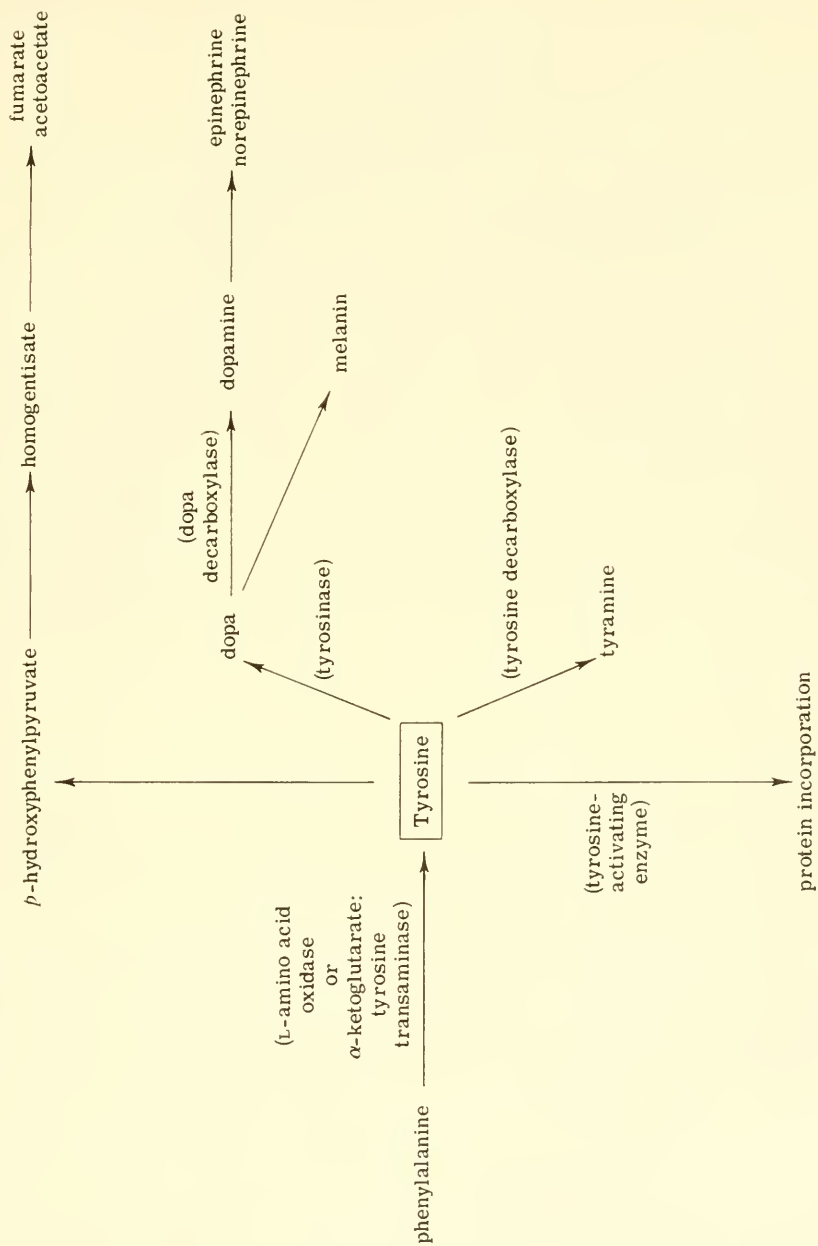 p-hydroxyphenylpyruvate
homogentisate
fumarate
acetoacetate
(dopa
decarboxylase)
dopa
dopamine
epinephrine
norepinephrine
(tyrosinase)
melanin
(L-amino acid
oxidase
or
α-ketoglutarate:
tyrosine
transaminase)
phenylalanine
Tyrosine
(tyrosine decarboxylase)
tyramine
(tyrosine-
activating
enzyme)
protein incorporation